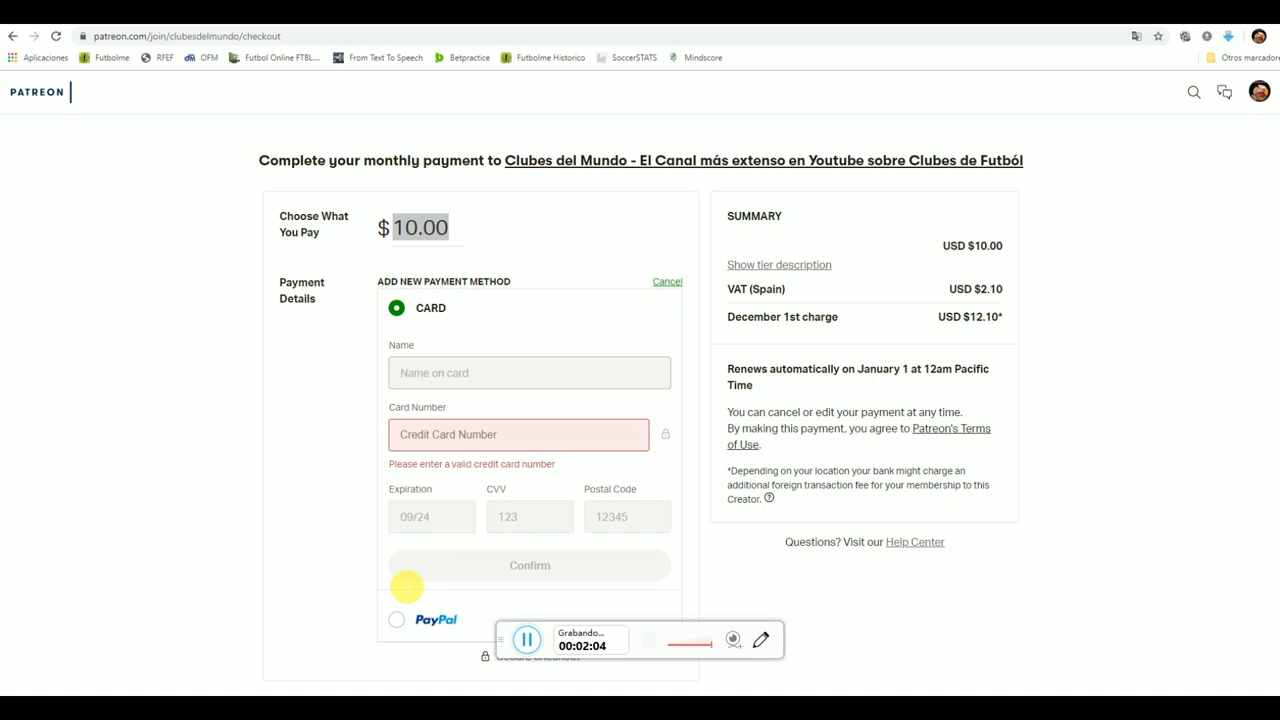 patreon.com/join/clubesdelmundo/checkout
Aplicaciones Futbolme RFEF OFM Futbol Online FTBL... From Text To Speech Betpractice Futbolme Historico SoccerSTATS Mindscore Otros marcador
PATREON
Complete your monthly payment to Clubes del Mundo - El Canal más extenso en Youtube sobre Clubes de Futból
Choose What
You Pay
$ 10.00
Payment
Details
ADD NEW PAYMENT METHOD Cancel
CARD
Name
Name on card
Card Number
Credit Card Number
Please enter a valid credit card number
Expiration CVV Postal Code
09/24 123 12345
Confirm
PayPal
Grabando...
00:02:04
SUMMARY
USD $10.00
Show tier description
VAT (Spain) USD $2.10
December 1st charge USD $12.10*
Renews automatically on January 1 at 12am Pacific
Time
You can cancel or edit your payment at any time.
By making this payment, you agree to Patreon's Terms
of Use.
*Depending on your location your bank might charge an
additional foreign transaction fee for your membership to this
Creator.
Questions? Visit our Help Center